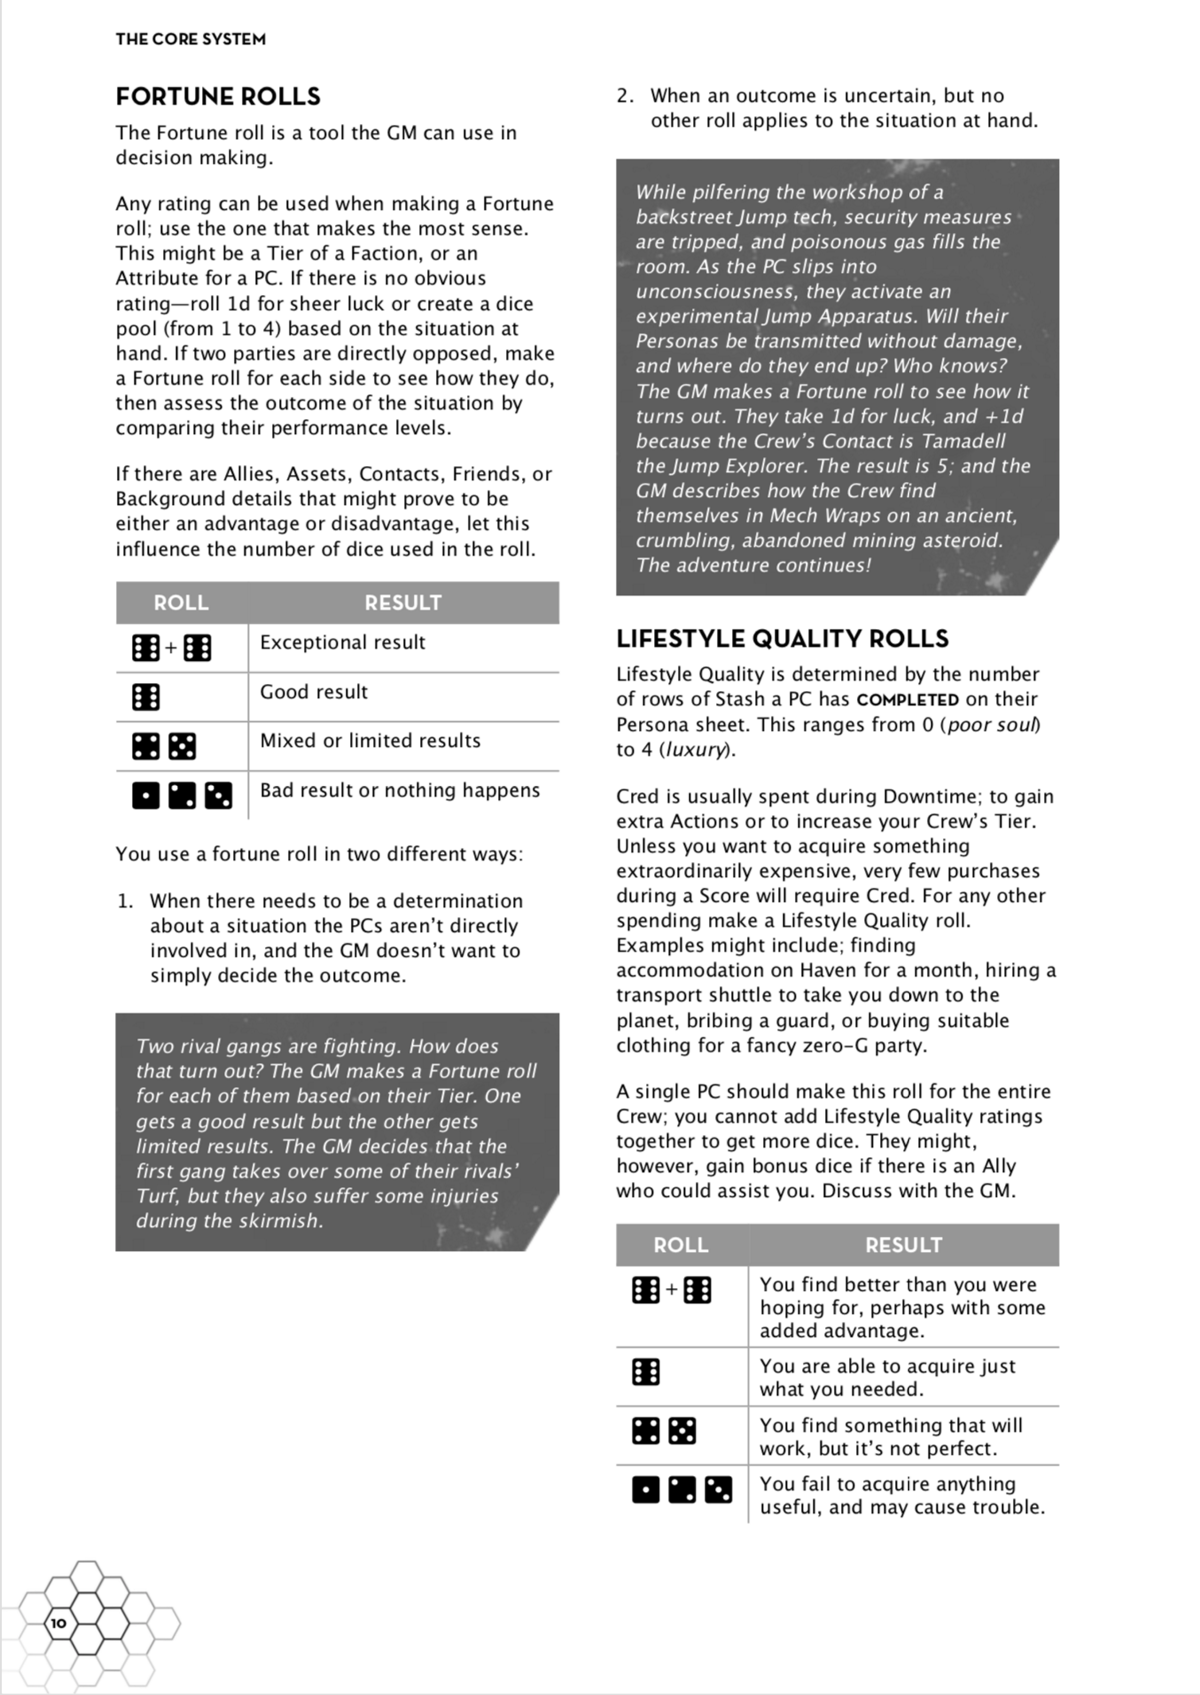 THE CORE SYSTEM
FORTUNE ROLLS
The Fortune roll is a tool the GM can use in
decision making.
Any rating can be used when making a Fortune
roll; use the one that makes the most sense.
This might be a Tier of a Faction, or an
Attribute for a PC. If there is no obvious
rating—roll 1d for sheer luck or create a dice
pool (from 1 to 4) based on the situation at
hand. If two parties are directly opposed, make
a Fortune roll for each side to see how they do,
then assess the outcome of the situation by
comparing their performance levels.
If there are Allies, Assets, Contacts, Friends, or
Background details that might prove to be
either an advantage or disadvantage, let this
influence the number of dice used in the roll.
ROLL RESULT
+ Exceptional result
Good result
Mixed or limited results
Bad result or nothing happens
You use a fortune roll in two different ways:
1. When there needs to be a determination
about a situation the PCs aren't directly
involved in, and the GM doesn't want to
simply decide the outcome.
Two rival gangs are fighting. How does
that turn out? The GM makes a Fortune roll
for each of them based on their Tier. One
gets a good result but the other gets
limited results. The GM decides that the
first gang takes over some of their rivals'
Turf, but they also suffer some injuries
during the skirmish.
2. When an outcome is uncertain, but no
other roll applies to the situation at hand.
While pilfering the workshop of a
backstreet Jump tech, security measures
are tripped, and poisonous gas fills the
room. As the PC slips into
unconsciousness, they activate an
experimental Jump Apparatus. Will their
Personas be transmitted without damage,
and where do they end up? Who knows?
The GM makes a Fortune roll to see how it
turns out. They take 1d for luck, and +1d
because the Crew's Contact is Tamadell
the Jump Explorer. The result is 5; and the
GM describes how the Crew find
themselves in Mech Wraps on an ancient,
crumbling, abandoned mining asteroid.
The adventure continues!
LIFESTYLE QUALITY ROLLS
Lifestyle Quality is determined by the number
of rows of Stash a PC has COMPLETED on their
Persona sheet. This ranges from 0 (poor soul)
to 4 (luxury).
Cred is usually spent during Downtime; to gain
extra Actions or to increase your Crew's Tier.
Unless you want to acquire something
extraordinarily expensive, very few purchases
during a Score will require Cred. For any other
spending make a Lifestyle Quality roll.
Examples might include; finding
accommodation on Haven for a month, hiring a
transport shuttle to take you down to the
planet, bribing a guard, or buying suitable
clothing for a fancy zero-G party.
A single PC should make this roll for the entire
Crew; you cannot add Lifestyle Quality ratings
together to get more dice. They might,
however, gain bonus dice if there is an Ally
who could assist you. Discuss with the GM.
ROLL RESULT
+ You find better than you were
hoping for, perhaps with some
added advantage.
You are able to acquire just
what you needed.
You find something that will
work, but it's not perfect.
You fail to acquire anything
useful, and may cause trouble.
10